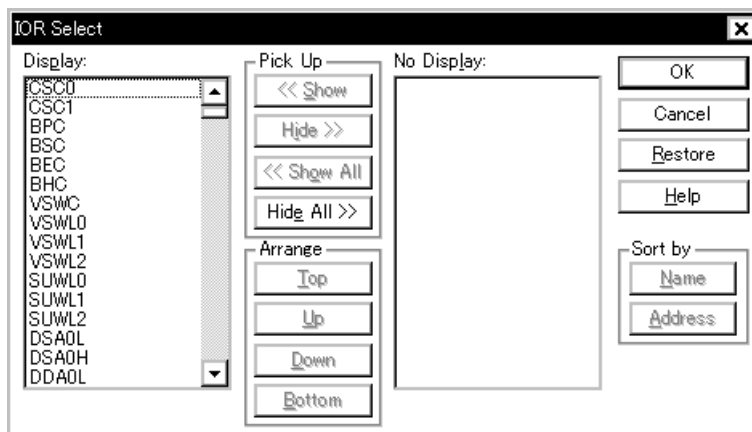 IOR Select
Display:
CSC0
CSC1
BPC
BSC
BEC
BHC
VSWC
VSWL0
VSWL1
VSWL2
SUWL0
SUWL1
SUWL2
DSA0L
DSA0H
DDA0L
Pick Up
<< Show
Hide >>
<< Show All
Hide All >>
Arrange
Top
Up
Down
Bottom
No Display:
OK
Cancel
Restore
Help
Sort by
Name
Address